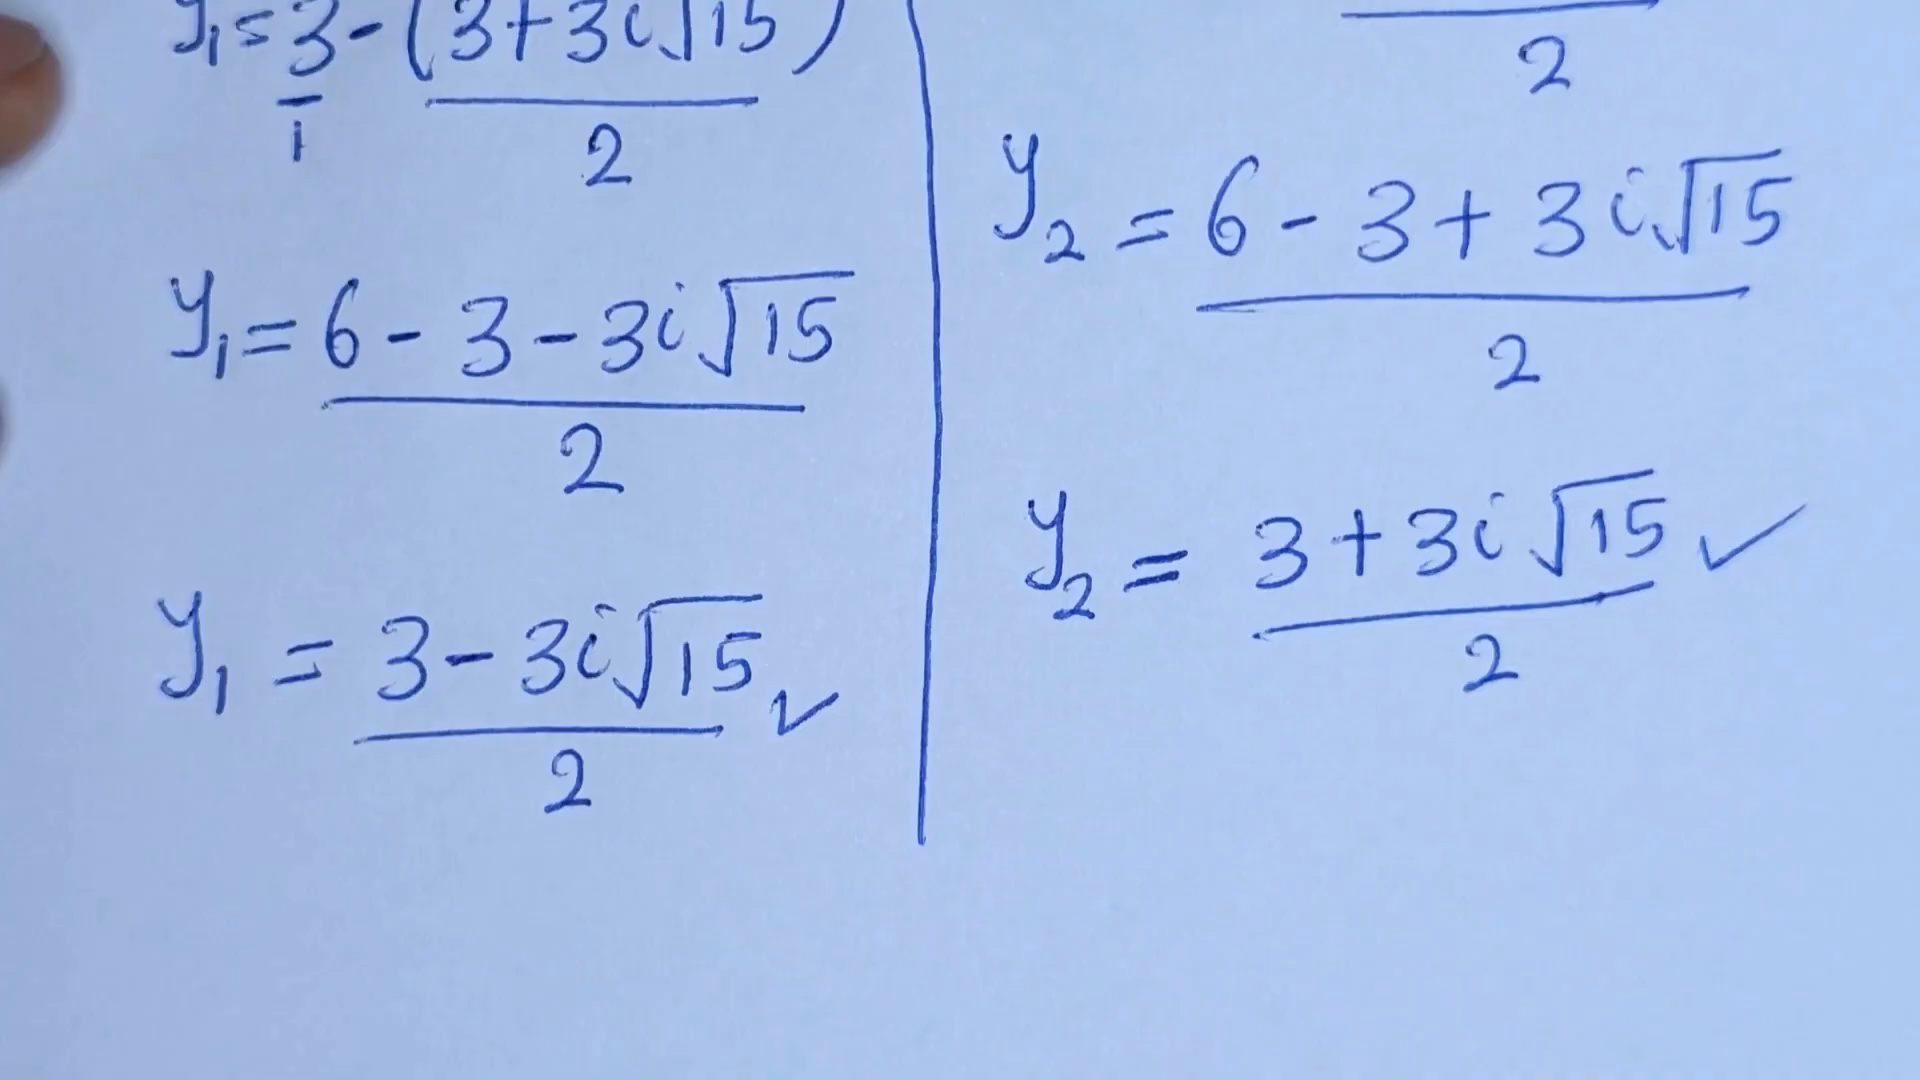 y₁ = 3/1 - (3 + 3i√15)/2
y₁ = (6 - 3 - 3i√15)/2
y₁ = (3 - 3i√15)/2 ✓
2
y₂ = (6 - 3 + 3i√15)/2
y₂ = (3 + 3i√15)/2 ✓